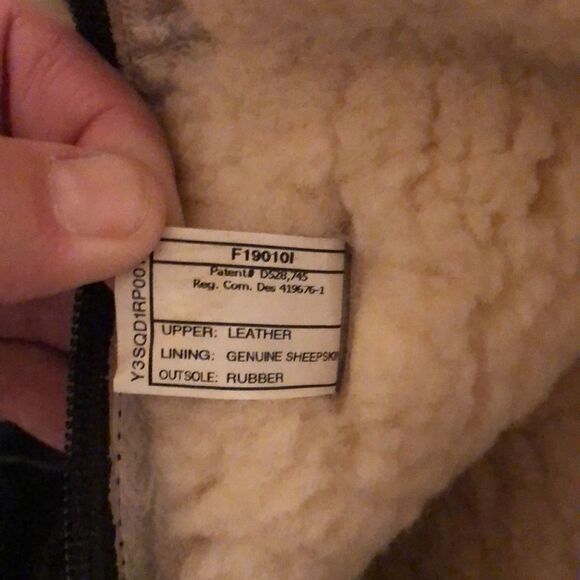 F19010I
Patent# D528,745
Reg. Com. Des 419676-1
UPPER: LEATHER
LINING: GENUINE SHEEPSKIN
OUTSOLE: RUBBER
Y3SQD1RP00